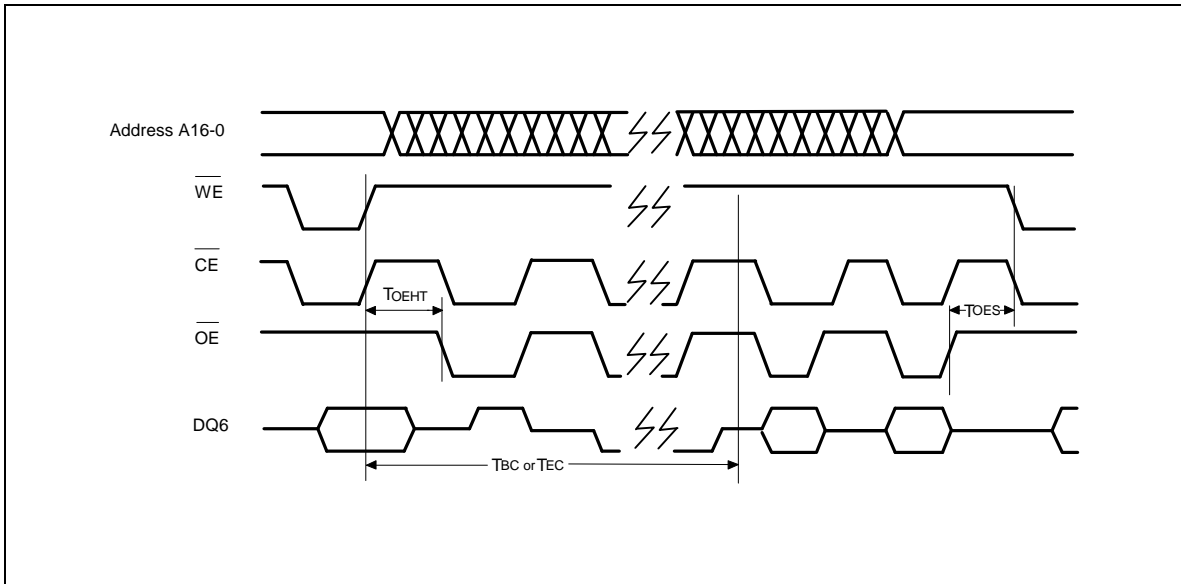 Address A16-0
WE
CE
TOEHT
TOES
OE
DQ6
TBC or TEC